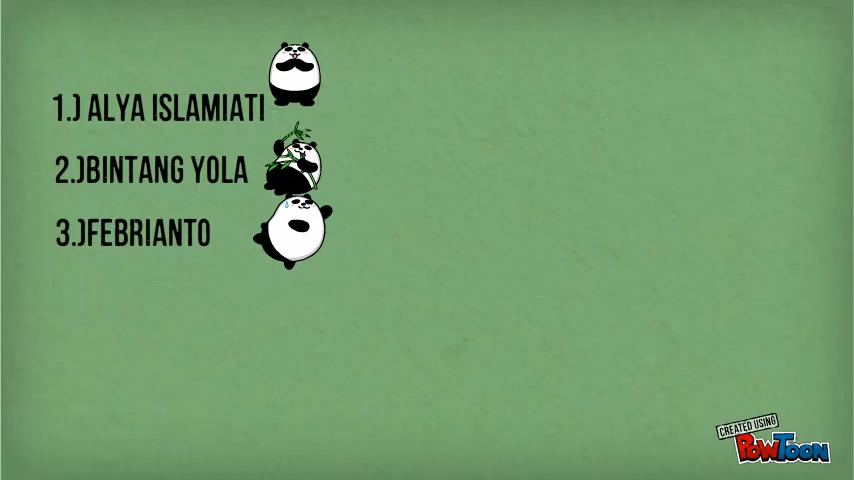 1.) ALYA ISLAMIATI
2.)BINTANG YOLA
3.)FEBRIANTO
CREATED USING
POWTOON